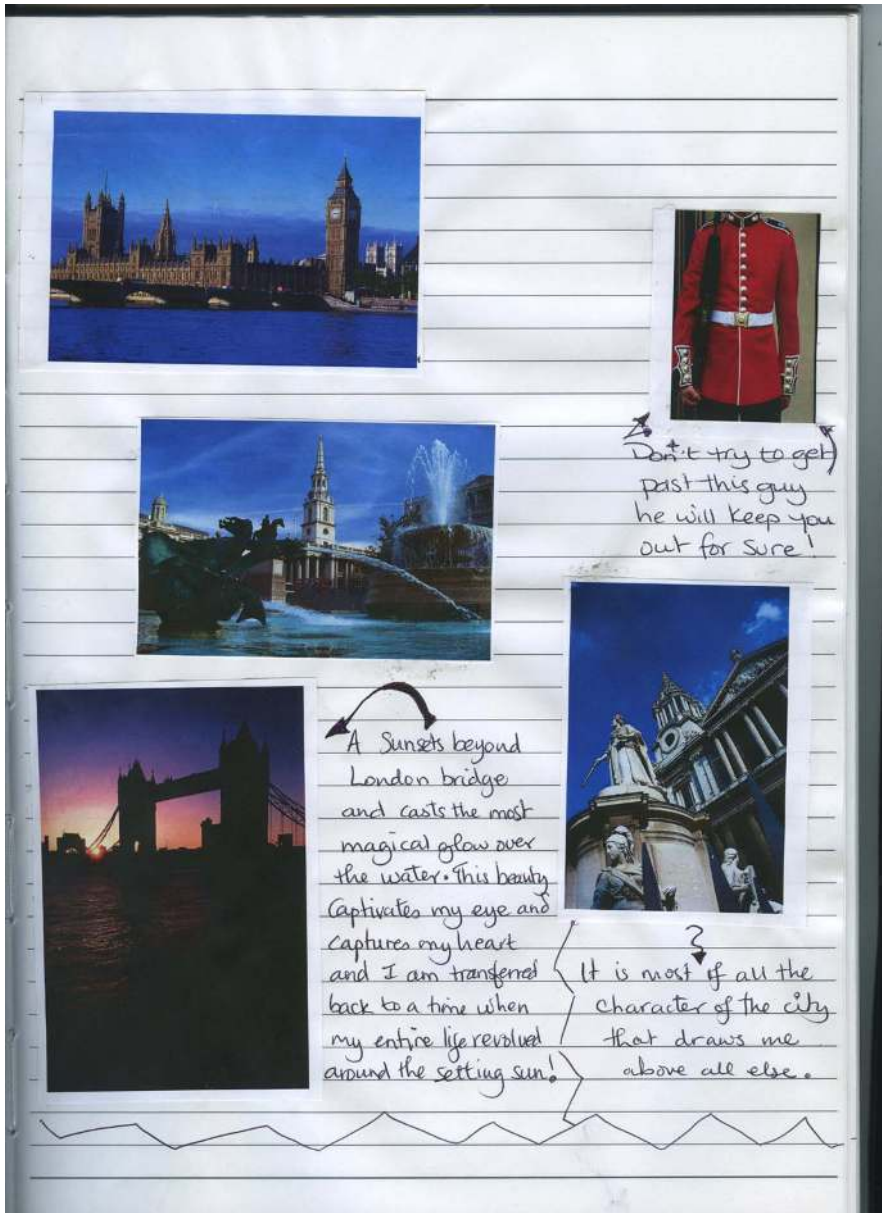 Don't try to get
past this guy
he will keep you
out for sure!
A Sunsets beyond
London bridge
and casts the most
magical glow over
the water. This beauty
Captivates my eye and
captures my heart
and I am transferred
back to a time when
my entire life revolved
around the setting sun!
It is most if all the
character of the city
that draws me
above all else.